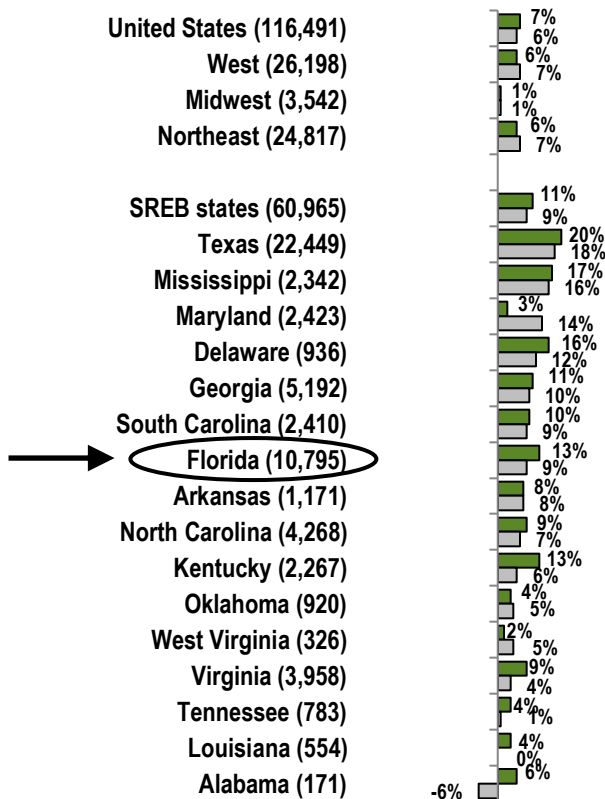 United States (116,491) 7%
6%
West (26,198) 6%
7%
Midwest (3,542) 1%
1%
Northeast (24,817) 6%
7%
SREB states (60,965) 11%
9%
Texas (22,449) 20%
18%
Mississippi (2,342) 17%
16%
Maryland (2,423) 3%
14%
Delaware (936) 16%
12%
Georgia (5,192) 11%
10%
South Carolina (2,410) 10%
9%
Florida (10,795) 13%
9%
Arkansas (1,171) 8%
8%
North Carolina (4,268) 9%
7%
Kentucky (2,267) 13%
6%
Oklahoma (920) 4%
5%
West Virginia (326) 2%
5%
Virginia (3,958) 9%
4%
Tennessee (783) 4%
1%
Louisiana (554) 4%
0%
Alabama (171) 6%
-6%